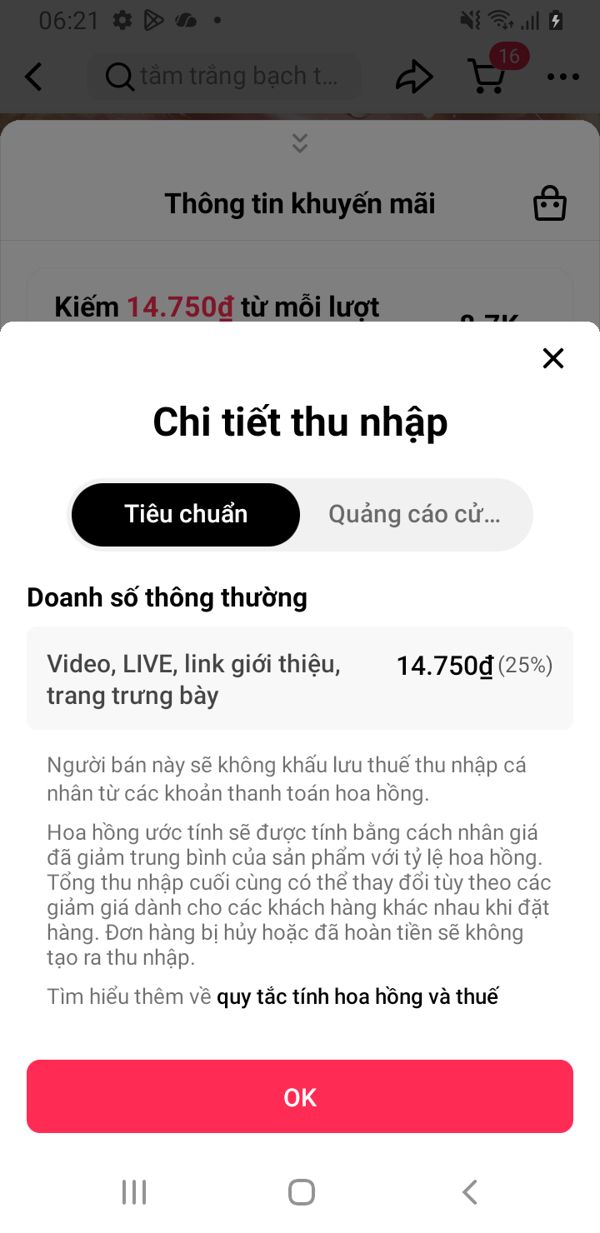 06:21
tắm trắng bạch t...
16
Thông tin khuyến mãi
Kiếm 14.750₫ từ mỗi lượt
Chi tiết thu nhập
Tiêu chuẩn
Quảng cáo cử...
Doanh số thông thường
Video, LIVE, link giới thiệu,
trang trưng bày
14.750₫ (25%)
Người bán này sẽ không khấu lưu thuế thu nhập cá
nhân từ các khoản thanh toán hoa hồng.
Hoa hồng ước tính sẽ được tính bằng cách nhân giá
đã giảm trung bình của sản phẩm với tỷ lệ hoa hồng.
Tổng thu nhập cuối cùng có thể thay đổi tùy theo các
giảm giá dành cho các khách hàng khác nhau khi đặt
hàng. Đơn hàng bị hủy hoặc đã hoàn tiền sẽ không
tạo ra thu nhập.
Tìm hiểu thêm về quy tắc tính hoa hồng và thuế
OK